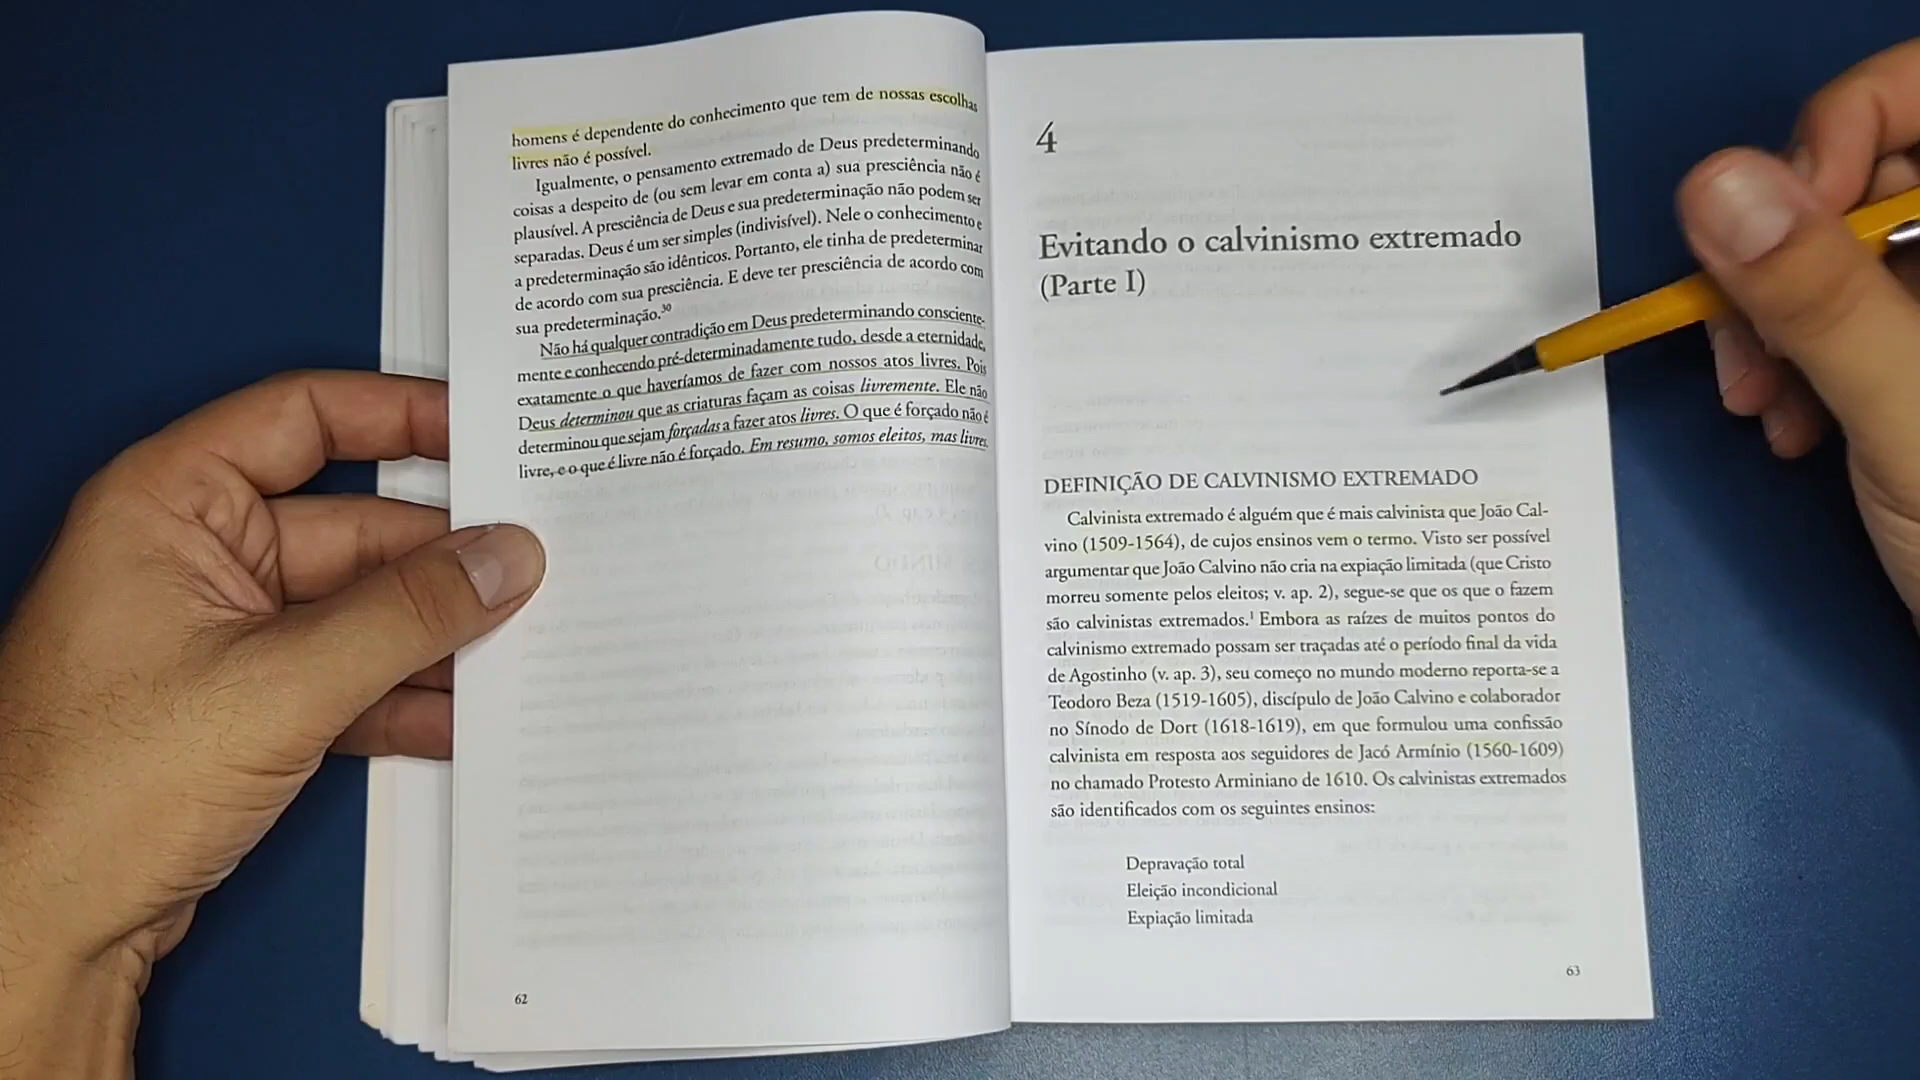 homens é dependente do conhecimento que tem de nossas escolhas
livres não é possível.
Igualmente, o pensamento extremado de Deus predeterminando
coisas a despeito de (ou sem levar em conta a) sua presciência não é
plausível. A presciência de Deus e sua predeterminação não podem ser
separadas. Deus é um ser simples (indivisível). Nele o conhecimento e
a predeterminação são idênticos. Portanto, ele tinha de predeterminar
de acordo com sua presciência. E deve ter presciência de acordo com
sua predeterminação.³⁰
Não há qualquer contradição em Deus predeterminando consciente-
mente e conhecendo pré-determinadamente tudo, desde a eternidade,
exatamente o que haveríamos de fazer com nossos atos livres. Pois
Deus determinou que as criaturas façam as coisas livremente. Ele não
determinou que sejam forçadas a fazer atos livres. O que é forçado não é
livre, e o que é livre não é forçado. Em resumo, somos eleitos, mas livres.
62
4
Evitando o calvinismo extremado
(Parte I)
DEFINIÇÃO DE CALVINISMO EXTREMADO
Calvinista extremado é alguém que é mais calvinista que João Cal-
vino (1509-1564), de cujos ensinos vem o termo. Visto ser possível
argumentar que João Calvino não cria na expiação limitada (que Cristo
morreu somente pelos eleitos; v. ap. 2), segue-se que os que o fazem
são calvinistas extremados.¹ Embora as raízes de muitos pontos do
calvinismo extremado possam ser traçadas até o período final da vida
de Agostinho (v. ap. 3), seu começo no mundo moderno reporta-se a
Teodoro Beza (1519-1605), discípulo de João Calvino e colaborador
no Sínodo de Dort (1618-1619), em que formulou uma confissão
calvinista em resposta aos seguidores de Jacó Armínio (1560-1609)
no chamado Protesto Arminiano de 1610. Os calvinistas extremados
são identificados com os seguintes ensinos:
Depravação total
Eleição incondicional
Expiação limitada
63